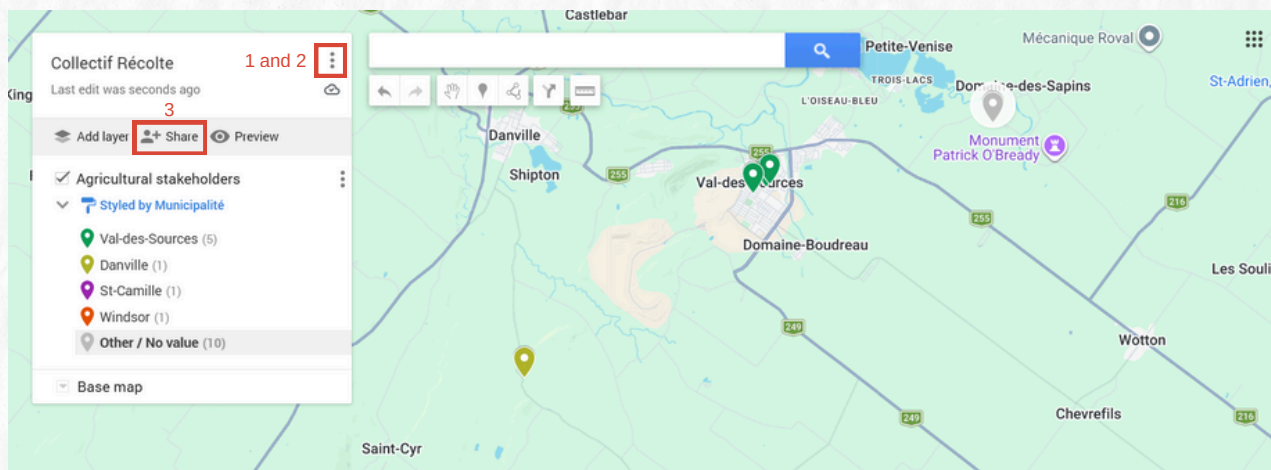 Collectif Récolte
1 and 2
Last edit was seconds ago
3
Add layer
Share
Preview
Agricultural stakeholders
Styled by Municipalité
Val-des-Sources (5)
Danville (1)
St-Camille (1)
Windsor (1)
Other / No value (10)
Base map
Castlebar
Petite-Venise
Mécanique Roval
TROIS-LACS
Domaine-des-Sapins
St-Adrien,
L'OISEAU-BLEU
Danville
255
Monument
Patrick O'Bready
Shipton
255
Val-des-Sources
216
255
Domaine-Boudreau
Les Souli
249
Wotton
Chevrefils
249
216
Saint-Cyr